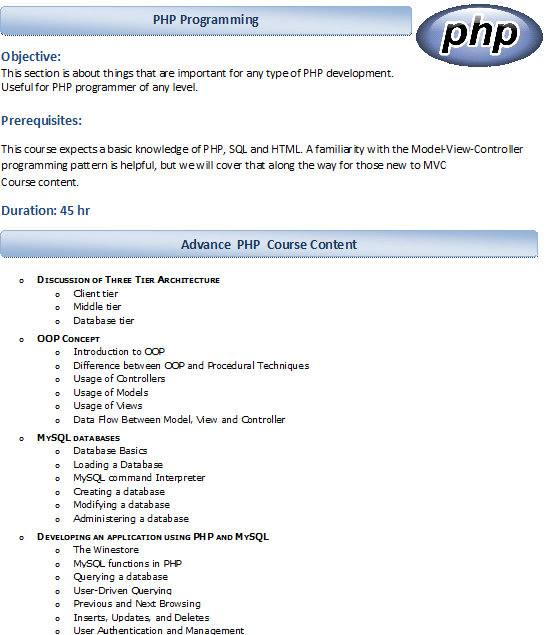 PHP Programming
php
Objective:
This section is about things that are important for any type of PHP development.
Useful for PHP programmer of any level.
Prerequisites:
This course expects a basic knowledge of PHP, SQL and HTML. A familiarity with the Model-View-Controller
programming pattern is helpful, but we will cover that along the way for those new to MVC
Course content.
Duration: 45 hr
Advance PHP Course Content
o DISCUSSION OF THREE TIER ARCHITECTURE
o Client tier
o Middle tier
o Database tier
o OOP CONCEPT
o Introduction to OOP
o Difference between OOP and Procedural Techniques
o Usage of Controllers
o Usage of Models
o Usage of Views
o Data Flow Between Model, View and Controller
o MYSQL DATABASES
o Database Basics
o Loading a Database
o MySQL command Interpreter
o Creating a database
o Modifying a database
o Administering a database
o DEVELOPING AN APPLICATION USING PHP AND MYSQL
o The Winestore
o MySQL functions in PHP
o Querying a database
o User-Driven Querying
o Previous and Next Browsing
o Inserts, Updates, and Deletes
o User Authentication and Management